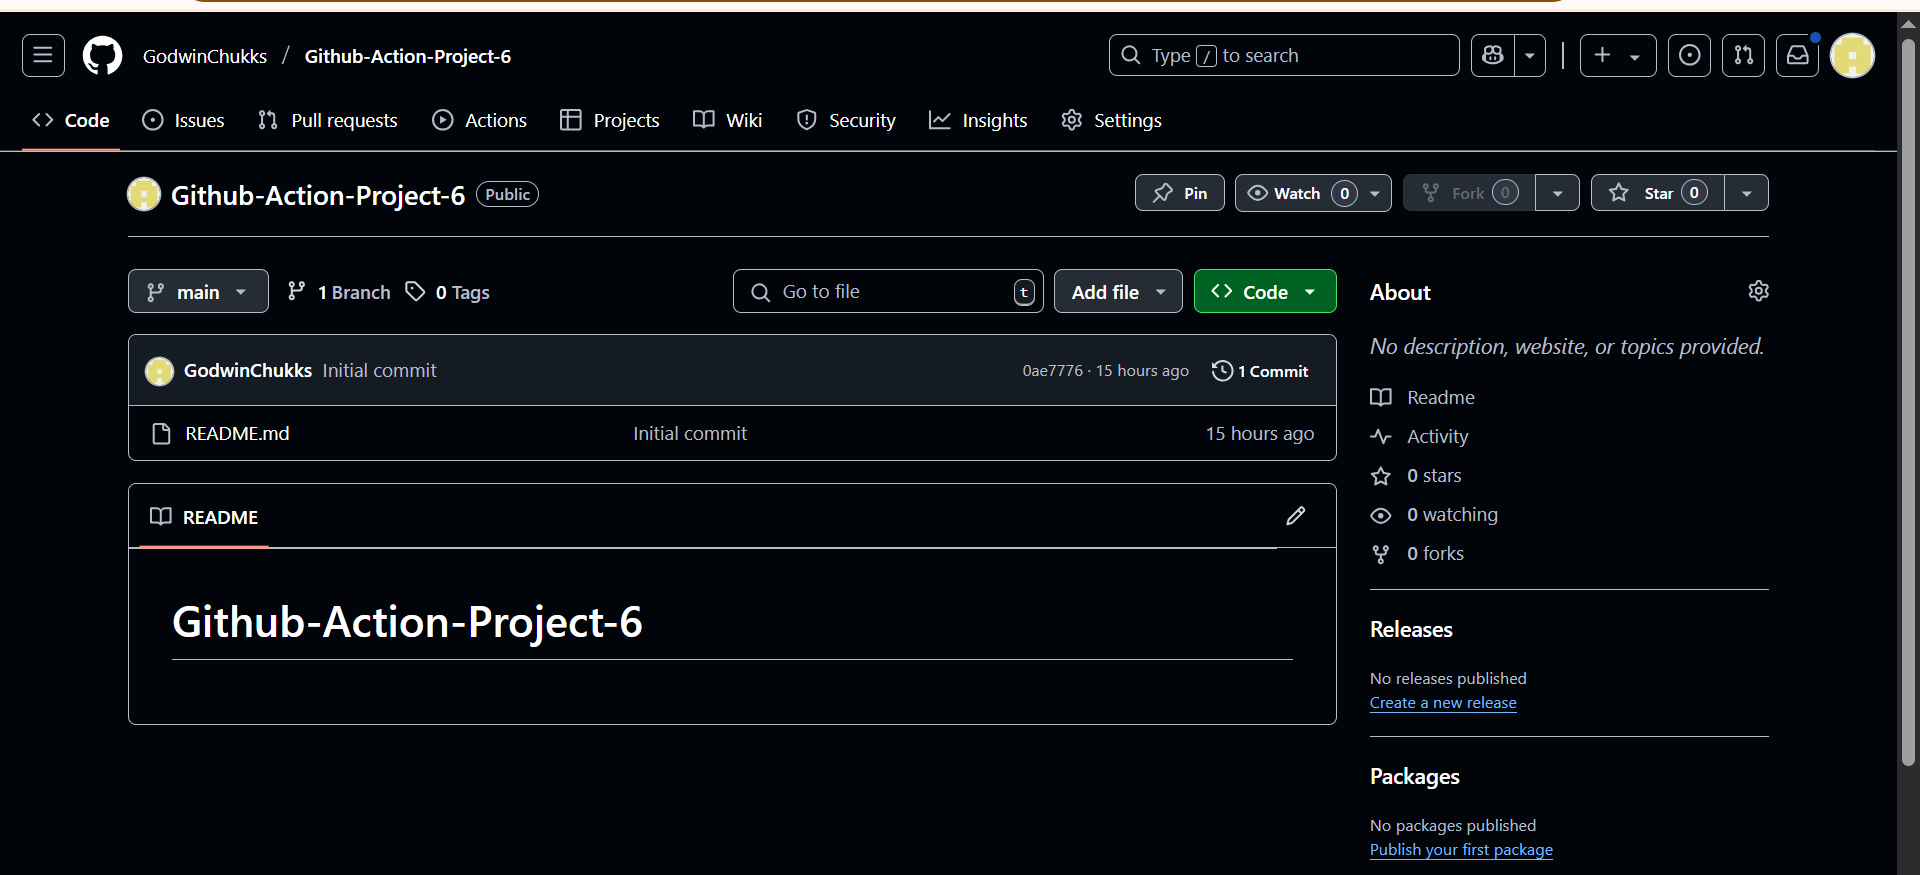 GodwinChukks / Github-Action-Project-6 Type / to search
Code Issues Pull requests Actions Projects Wiki Security Insights Settings
Github-Action-Project-6 Public Pin Watch 0 Fork 0 Star 0
main 1 Branch 0 Tags Go to file t Add file Code
GodwinChukks Initial commit 0ae7776 · 15 hours ago 1 Commit
README.md Initial commit 15 hours ago
README
Github-Action-Project-6
About
No description, website, or topics provided.
Readme
Activity
0 stars
0 watching
0 forks
Releases
No releases published
Create a new release
Packages
No packages published
Publish your first package